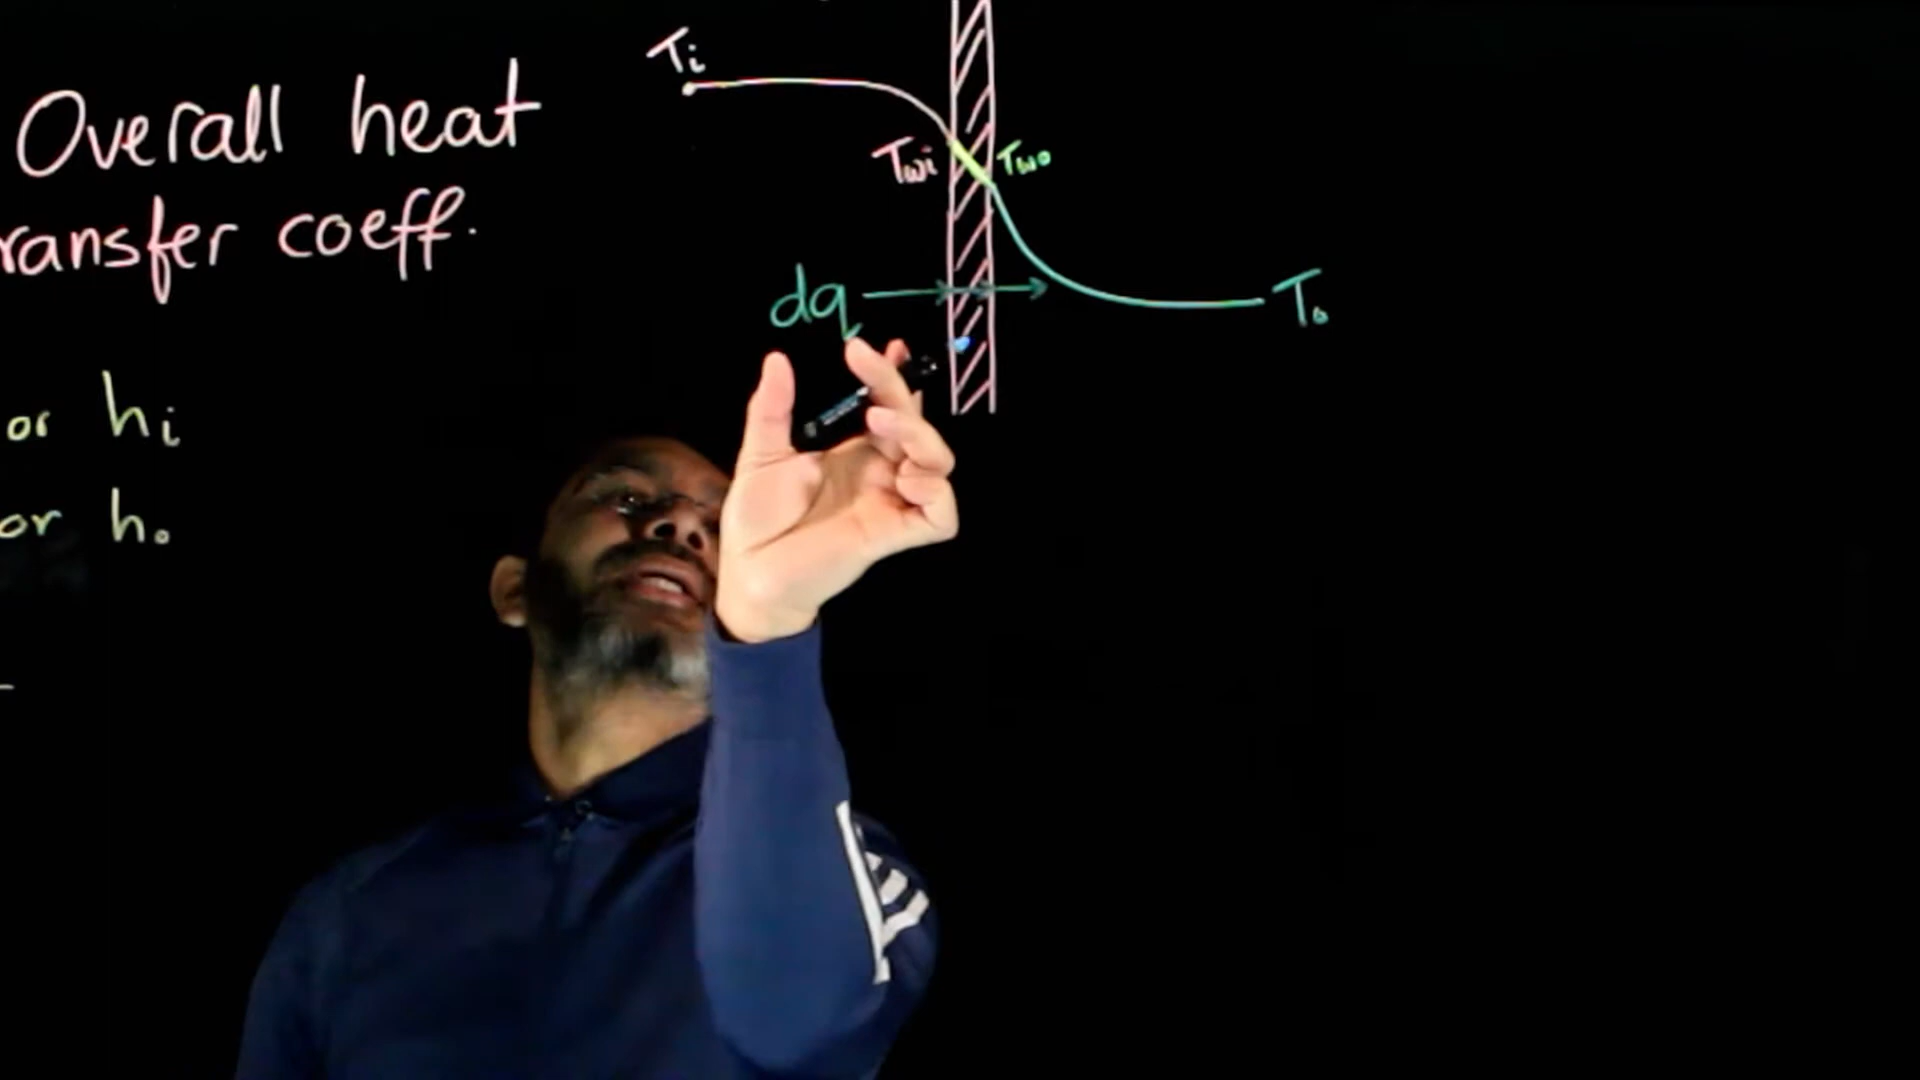 Overall heat
ransfer coeff.
or hi
or ho
Ti
Twi
Two
dq
To